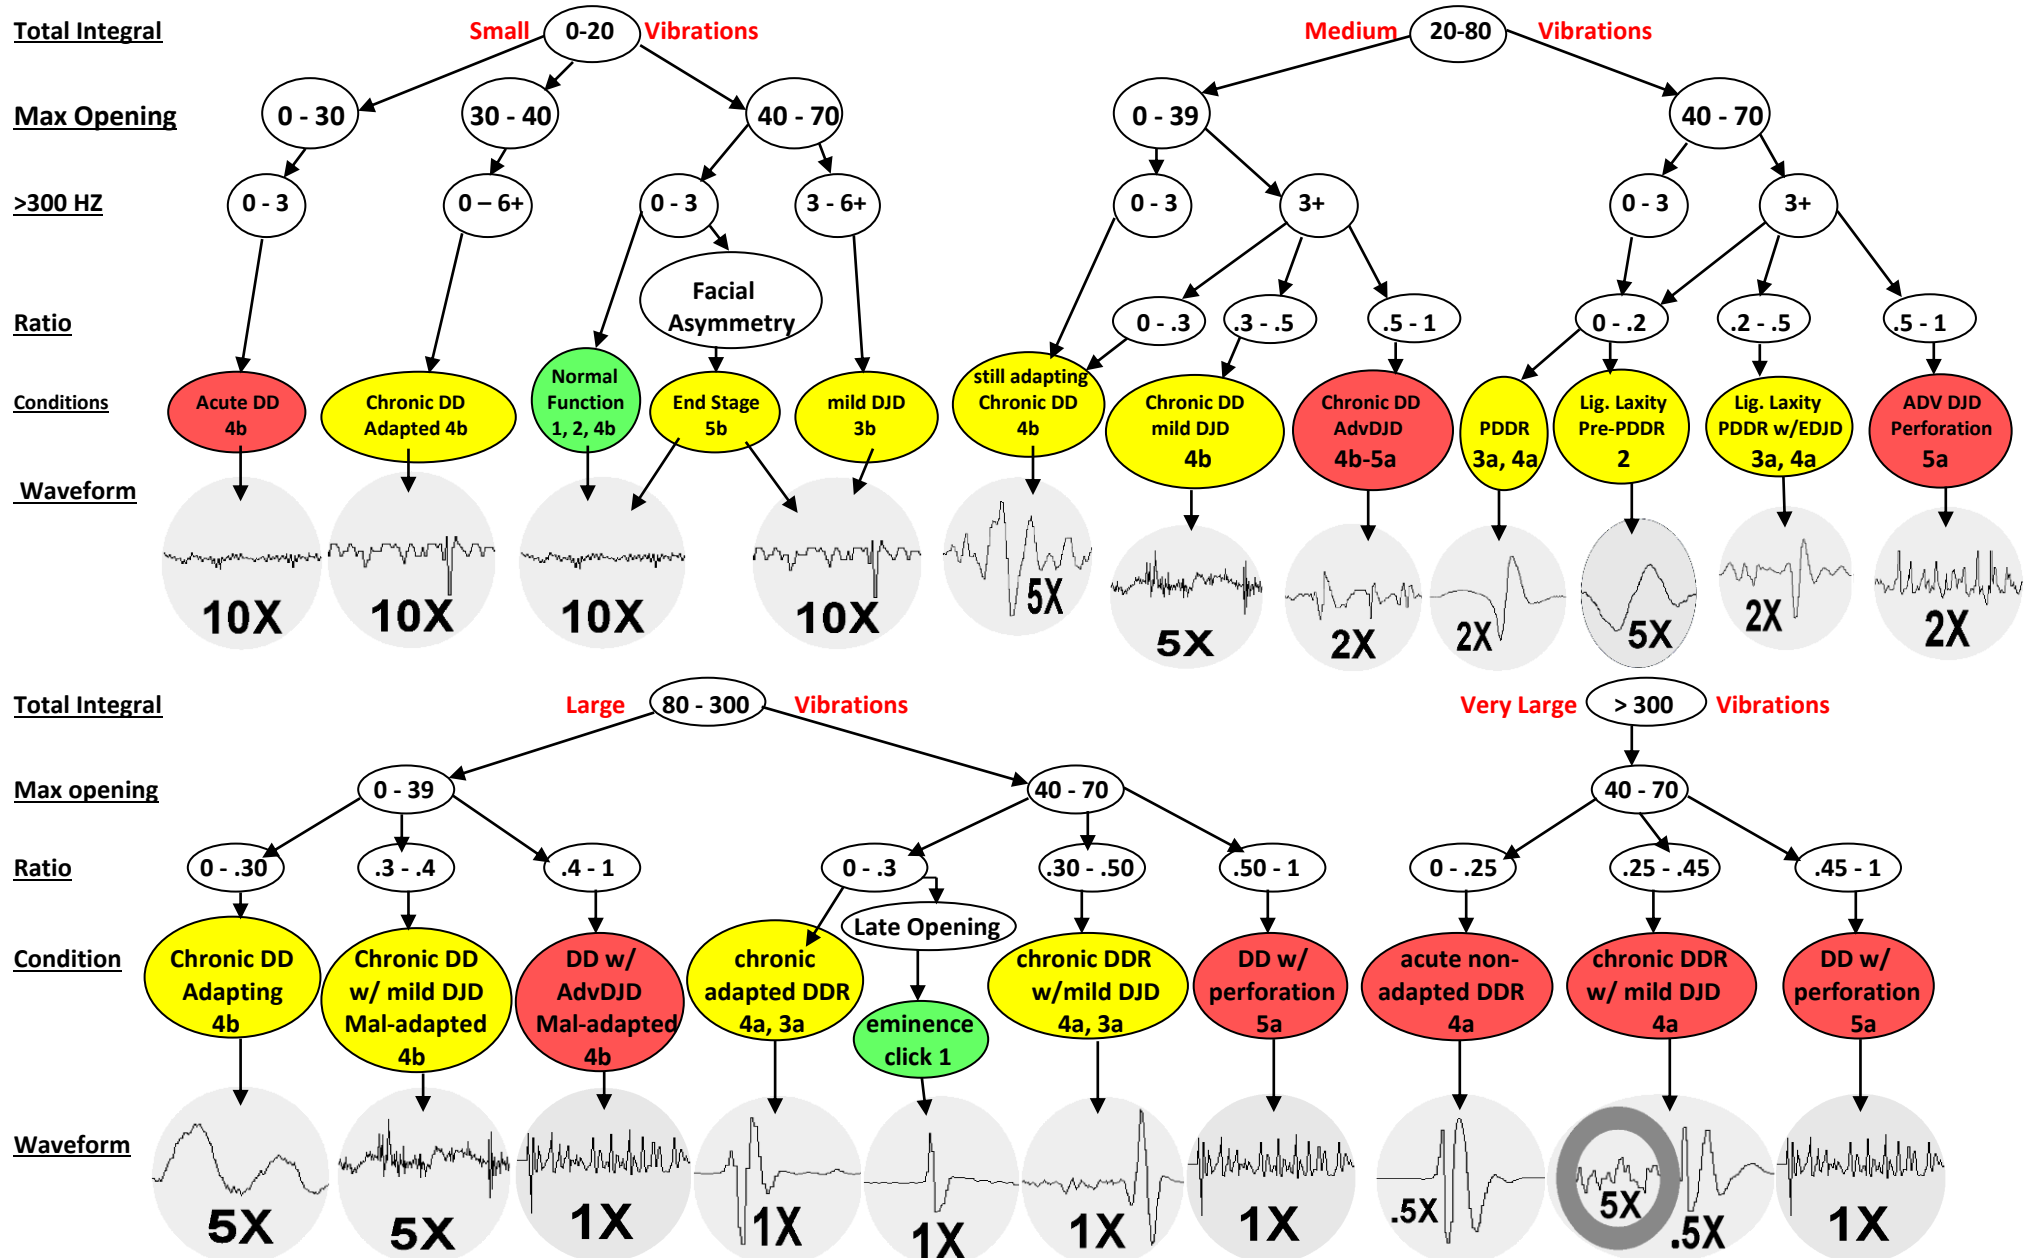 Total Integral
Small 0-20 Vibrations
Medium 20-80 Vibrations
Max Opening
0 - 30
30 - 40
40 - 70
0 - 39
40 - 70
>300 HZ
0 - 3
0 – 6+
0 - 3
3 - 6+
0 - 3
3+
0 - 3
3+
Facial
Asymmetry
Ratio
0 - .3
.3 - .5
.5 - 1
0 - .2
.2 - .5
.5 - 1
Conditions
Acute DD
4b
Chronic DD
Adapted 4b
Normal
Function
1, 2, 4b
End Stage
5b
mild DJD
3b
still adapting
Chronic DD
4b
Chronic DD
mild DJD
4b
Chronic DD
AdvDJD
4b-5a
PDDR
3a, 4a
Lig. Laxity
Pre-PDDR
2
Lig. Laxity
PDDR w/EDJD
3a, 4a
ADV DJD
Perforation
5a
Waveform
10X
10X
10X
10X
5X
5X
2X
2X
5X
2X
2X
Total Integral
Large 80 - 300 Vibrations
Very Large > 300 Vibrations
Max opening
0 - 39
40 - 70
40 - 70
Ratio
0 - .30
.3 - .4
.4 - 1
0 - .3
.30 - .50
.50 - 1
0 - .25
.25 - .45
.45 - 1
Late Opening
Condition
Chronic DD
Adapting
4b
Chronic DD
w/ mild DJD
Mal-adapted
4b
DD w/
AdvDJD
Mal-adapted
4b
chronic
adapted DDR
4a, 3a
eminence
click 1
chronic DDR
w/mild DJD
4a, 3a
DD w/
perforation
5a
acute non-
adapted DDR
4a
chronic DDR
w/ mild DJD
4a
DD w/
perforation
5a
Waveform
5X
5X
1X
1X
1X
1X
1X
.5X
5X
.5X
1X